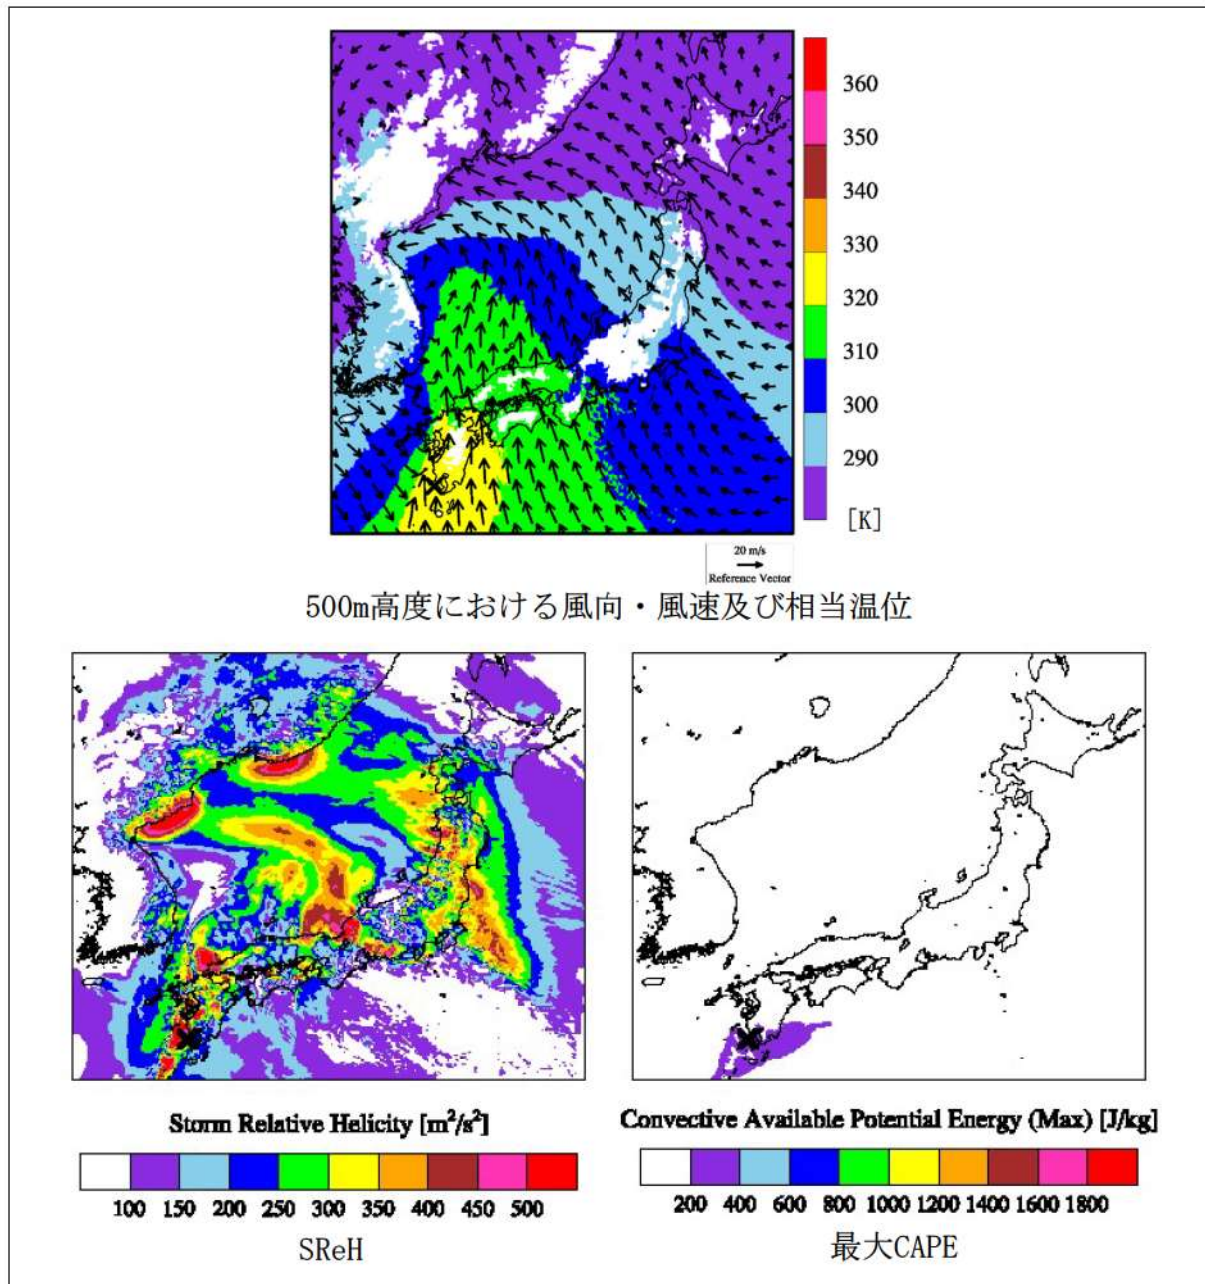 360
350
340
330
320
310
300
290
[K]
20 m/s
Reference Vector
500m高度における風向・風速及び相当温位
Storm Relative Helicity [m²/s²]
100 150 200 250 300 350 400 450 500
SReH
Convective Available Potential Energy (Max) [J/kg]
200 400 600 800 1000 1200 1400 1600 1800
最大CAPE